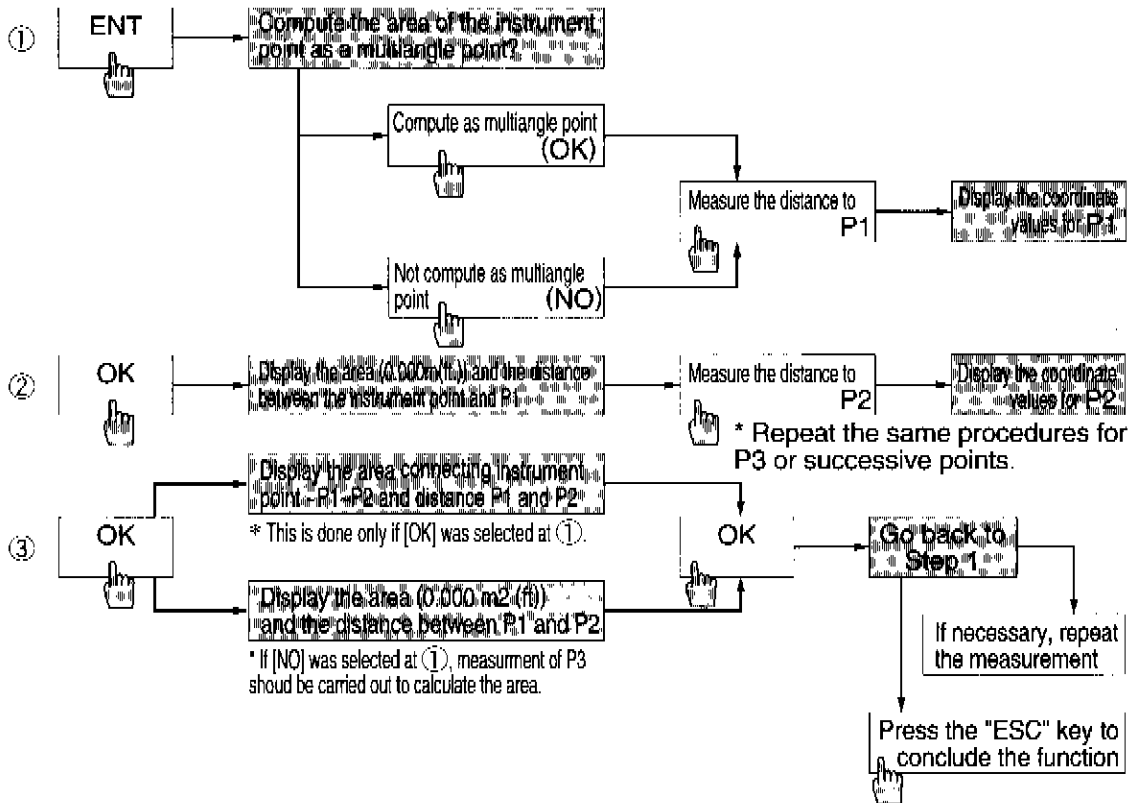 ①
ENT
Compute the area of the instrument
point as a multiangle point?
Compute as multiangle point
(OK)
Measure the distance to
P1
Display the coordinate
values for P1
Not compute as multiangle
point (NO)
②
OK
Display the area (0.000m(ft.)) and the distance
between the instrument point and P1
Measure the distance to
P2
Display the coordinate
values for P2
* Repeat the same procedures for
P3 or successive points.
③
OK
Display the area connecting instrument
point -P1-P2 and distance P1 and P2
* This is done only if [OK] was selected at ①.
Display the area (0.000 m2 (ft))
and the distance between P1 and P2.
* If [NO] was selected at ①, measurment of P3
shoud be carried out to calculate the area.
OK
Go back to
Step 1
If necessary, repeat
the measurement
Press the "ESC" key to
conclude the function